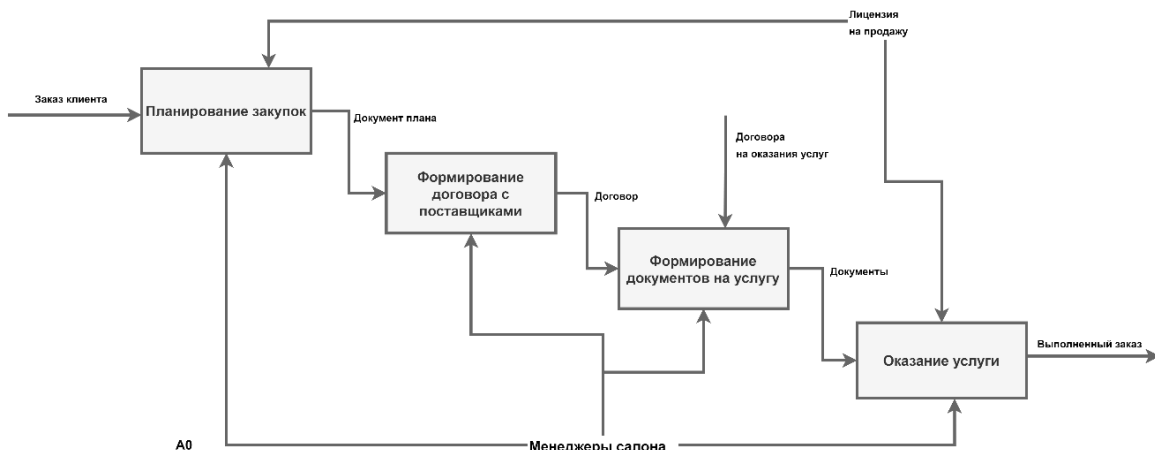 Лицензия
на продажу
Заказ клиента
Планирование закупок
Документ плана
Договора
на оказания услуг
Формирование
договора с
поставщиками
Договор
Формирование
документов на услугу
Документы
Выполненный заказ
Оказание услуги
A0
Менеджеры салона